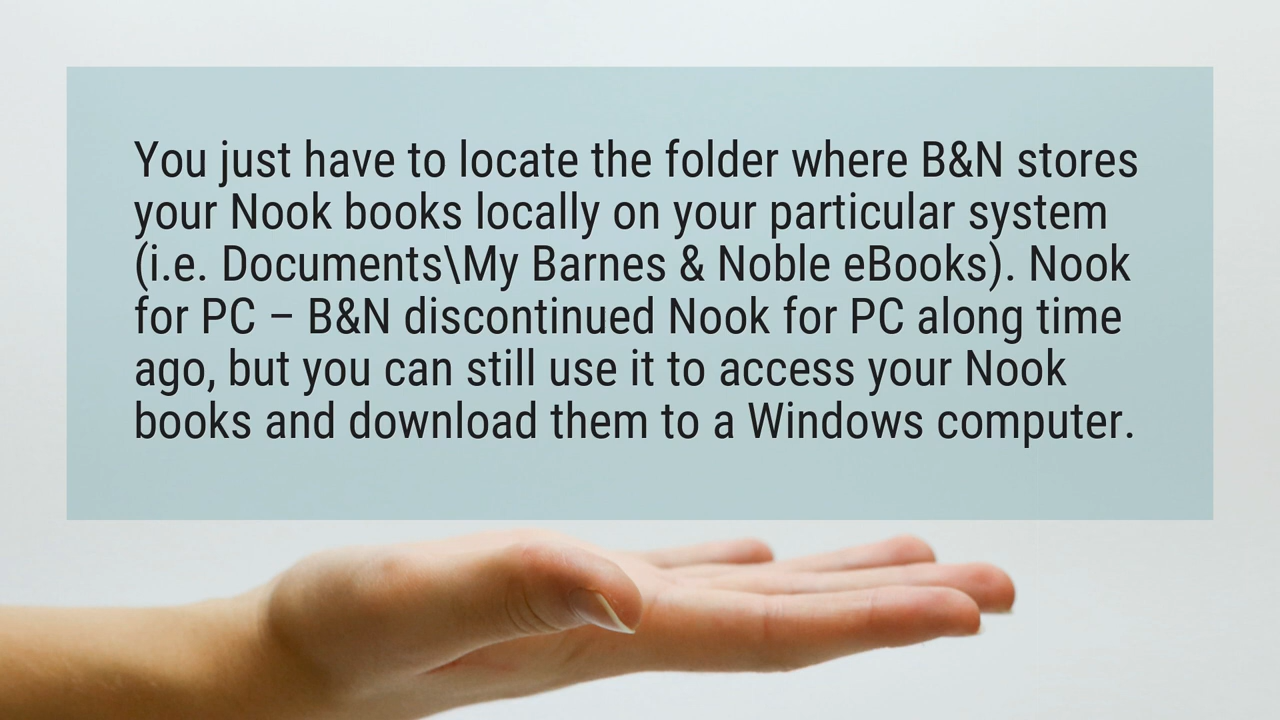 You just have to locate the folder where B&N stores
your Nook books locally on your particular system
(i.e. Documents\My Barnes & Noble eBooks). Nook
for PC – B&N discontinued Nook for PC along time
ago, but you can still use it to access your Nook
books and download them to a Windows computer.